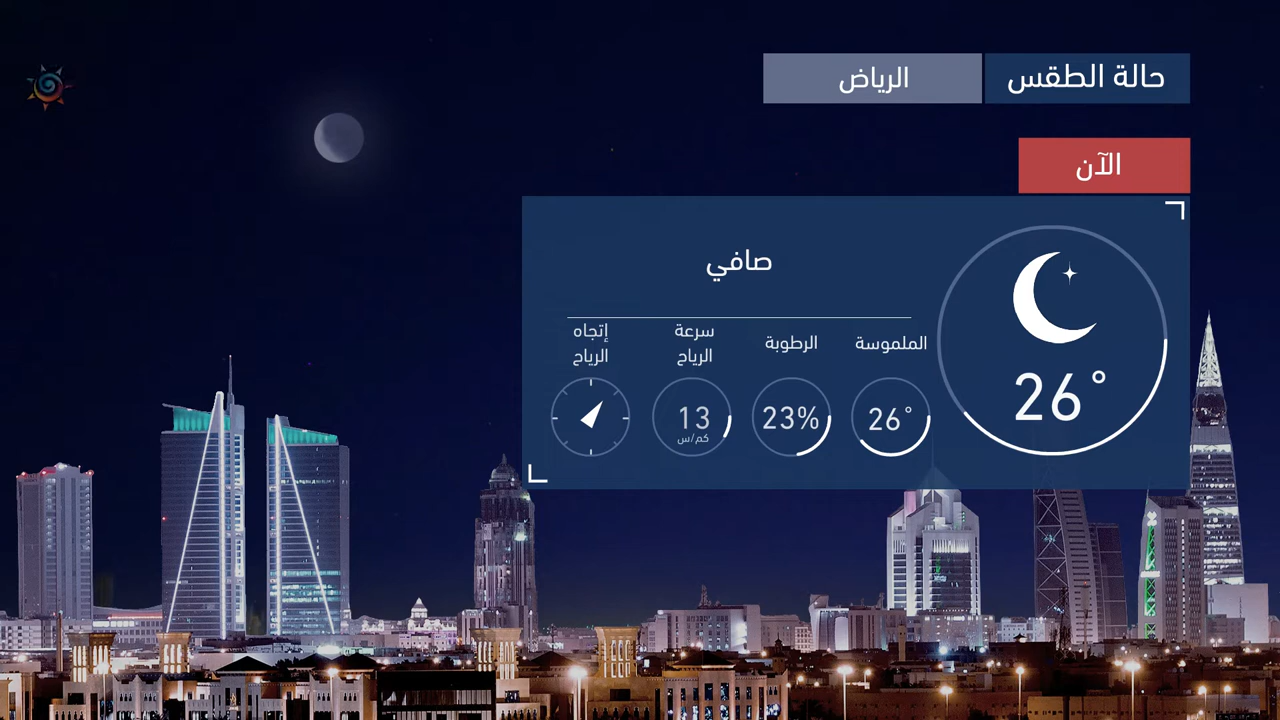 حالة الطقس
الرياض
الآن
26°
صافي
الملموسة
26°
الرطوبة
23%
سرعة
الرياح
13
كم/س
إتجاه
الرياح